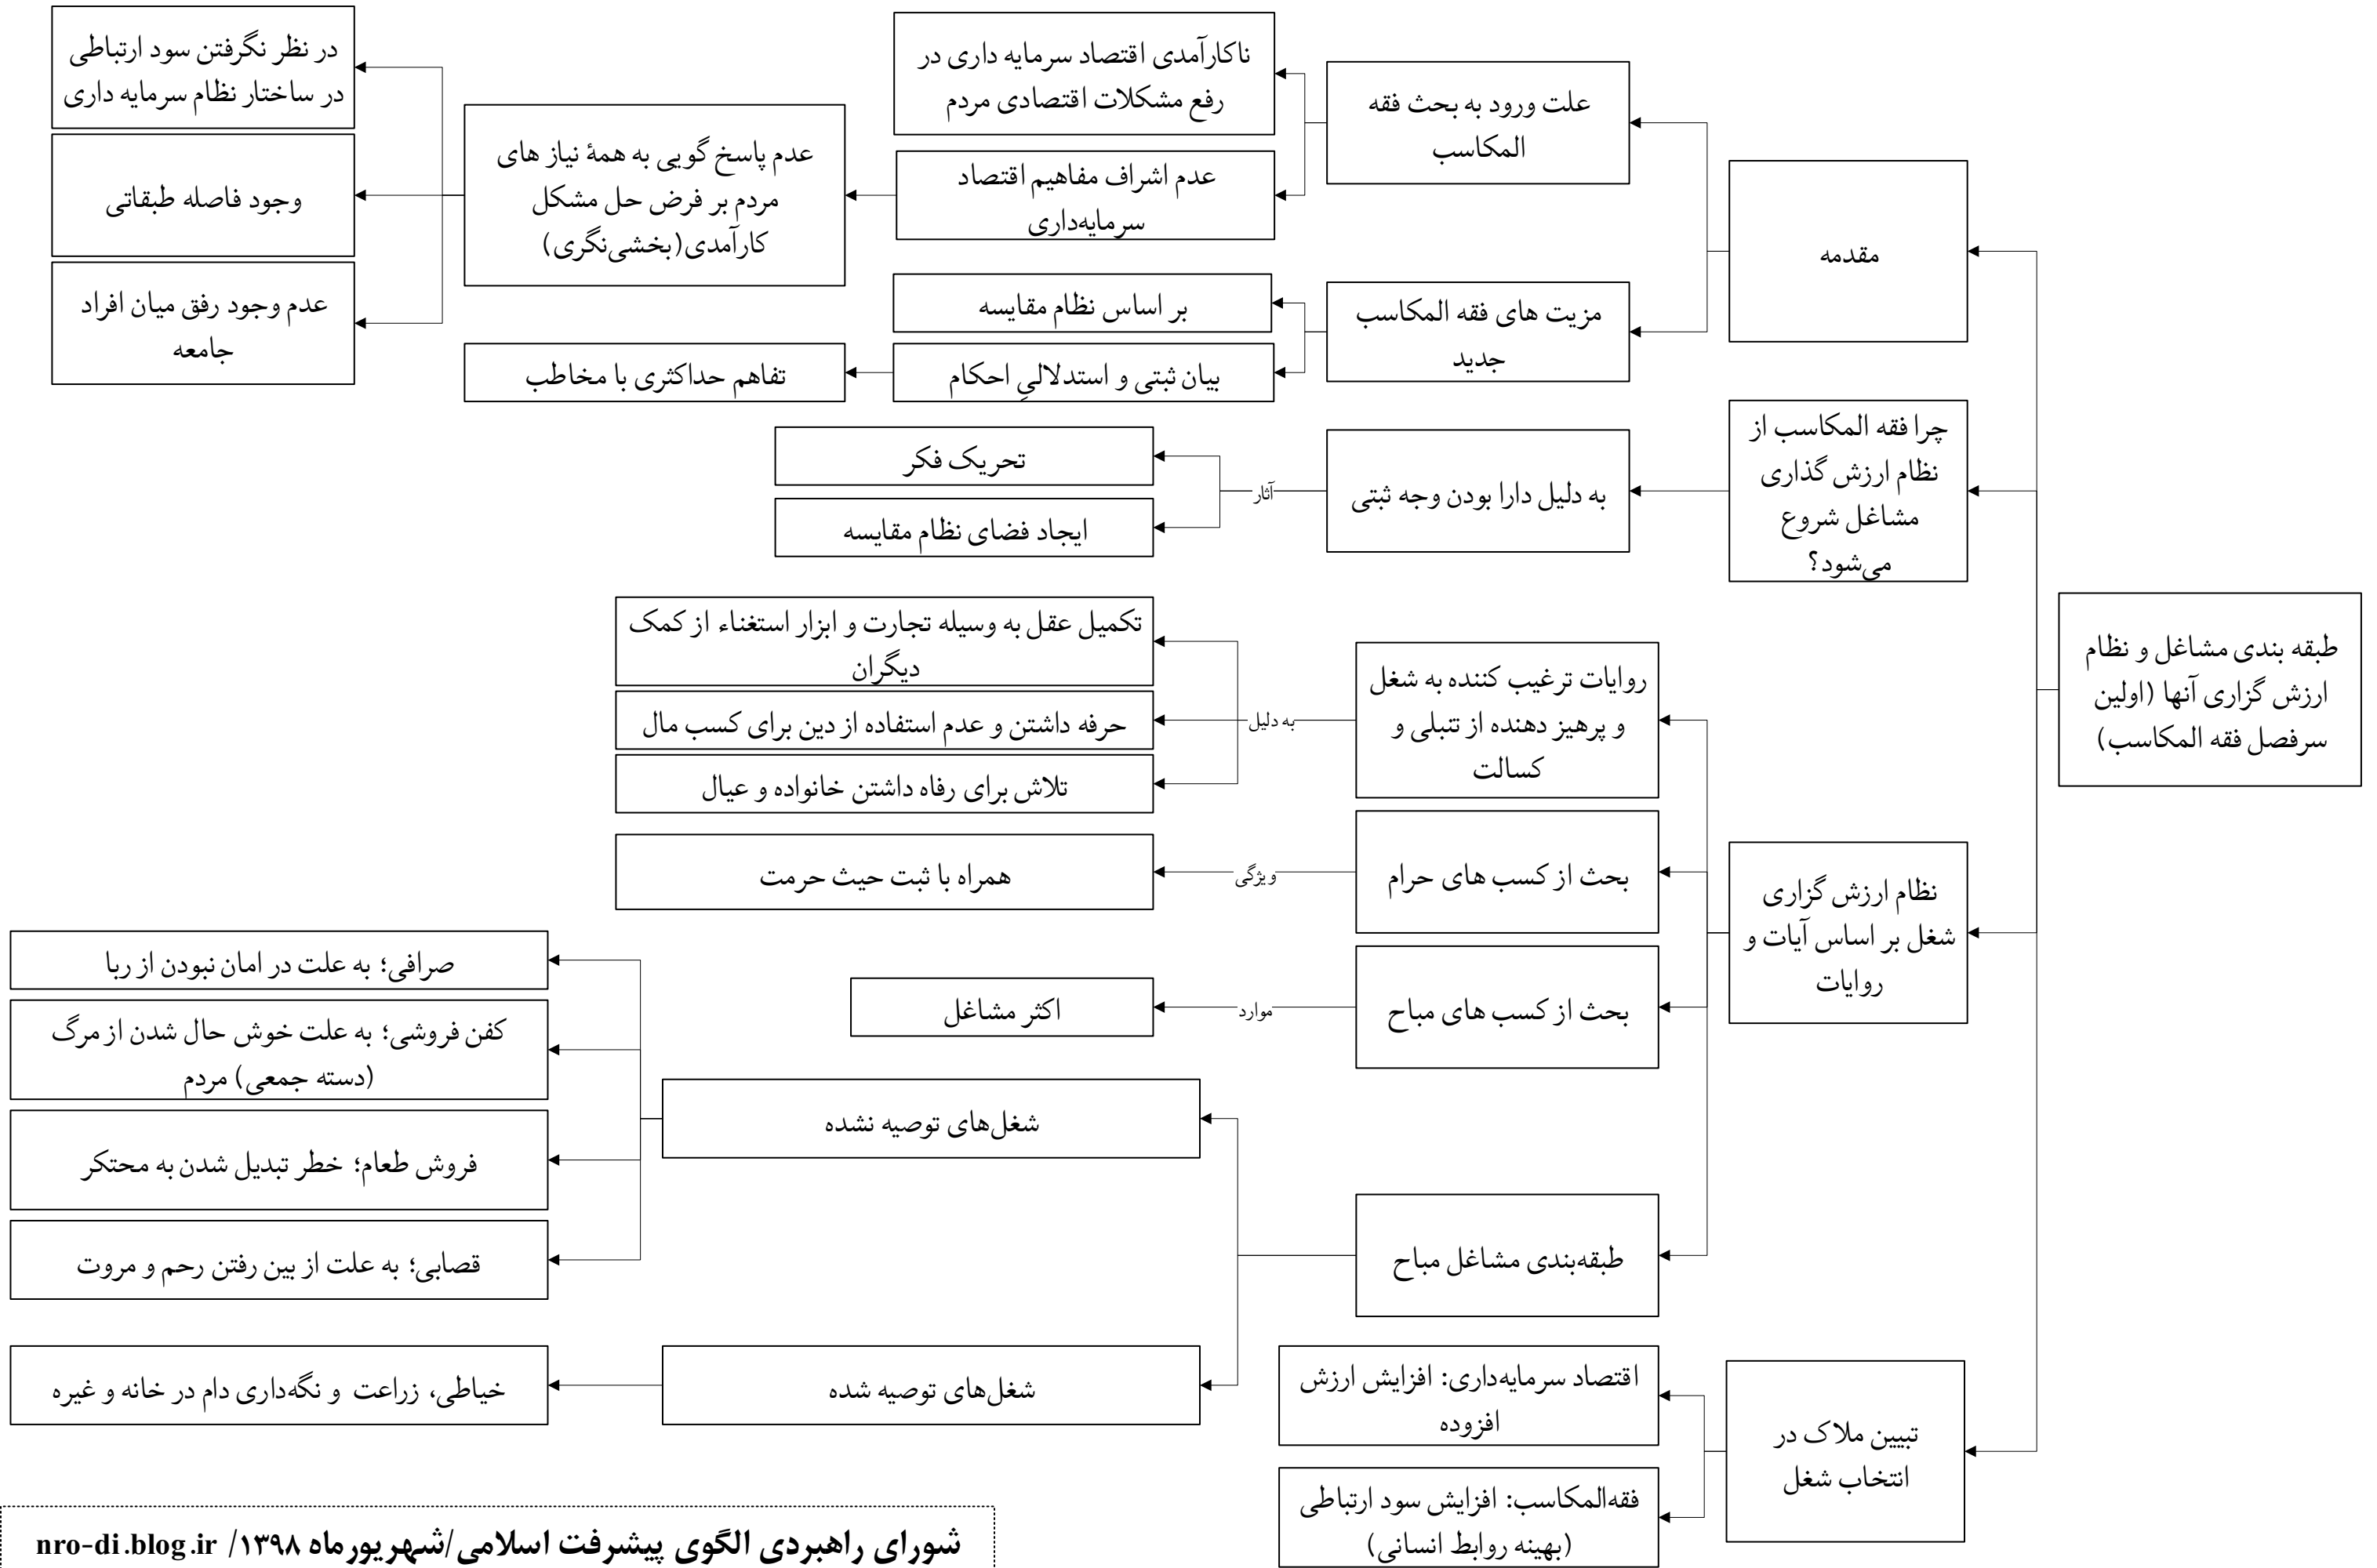 طبقه بندی مشاغل و نظام
ارزش گزاری آنها (اولین
سرفصل فقه المکاسب)
مقدمه
علت ورود به بحث فقه
المکاسب
ناکارآمدی اقتصاد سرمایه داری در
رفع مشکلات اقتصادی مردم
عدم اشراف مفاهیم اقتصاد
سرمایه‌داری
عدم پاسخ گویی به همهٔ نیاز های
مردم بر فرض حل مشکل
کارآمدی(بخشی‌نگری)
در نظر نگرفتن سود ارتباطی
در ساختار نظام سرمایه داری
وجود فاصله طبقاتی
عدم وجود رفق میان افراد
جامعه
مزیت های فقه المکاسب
جدید
بر اساس نظام مقایسه
بیان ثبتی و استدلالیِ احکام
تفاهم حداکثری با مخاطب
چرا فقه المکاسب از
نظام ارزش گذاری
مشاغل شروع
می‌شود؟
به دلیل دارا بودن وجه ثبتی
آثار
تحریک فکر
ایجاد فضای نظام مقایسه
نظام ارزش گزاری
شغل بر اساس آیات و
روایات
روایات ترغیب کننده به شغل
و پرهیز دهنده از تنبلی و
کسالت
به دلیل
تکمیل عقل به وسیله تجارت و ابزار استغناء از کمک
دیگران
حرفه داشتن و عدم استفاده از دین برای کسب مال
تلاش برای رفاه داشتن خانواده و عیال
بحث از کسب های حرام
ویژگی
همراه با ثبت حیث حرمت
بحث از کسب های مباح
موارد
اکثر مشاغل
طبقه‌بندی مشاغل مباح
شغل‌های توصیه نشده
صرافی؛ به علت در امان نبودن از ربا
کفن فروشی؛ به علت خوش حال شدن از مرگ
(دسته جمعی) مردم
فروش طعام؛ خطر تبدیل شدن به محتکر
قصابی؛ به علت از بین رفتن رحم و مروت
شغل‌های توصیه شده
خیاطی، زراعت و نگه‌داری دام در خانه و غیره
تبیین ملاک در
انتخاب شغل
اقتصاد سرمایه‌داری: افزایش ارزش
افزوده
فقه‌المکاسب: افزایش سود ارتباطی
(بهینه روابط انسانی)
شورای راهبردی الگوی پیشرفت اسلامی/شهریورماه ۱۳۹۸/ nro-di.blog.ir